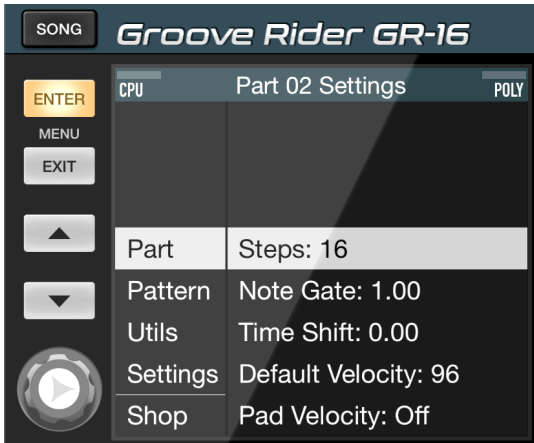 SONG
Groove Rider GR-16
ENTER
MENU
EXIT
CPU
Part 02 Settings
POLY
Part
Steps: 16
Pattern
Note Gate: 1.00
Utils
Time Shift: 0.00
Settings
Default Velocity: 96
Shop
Pad Velocity: Off